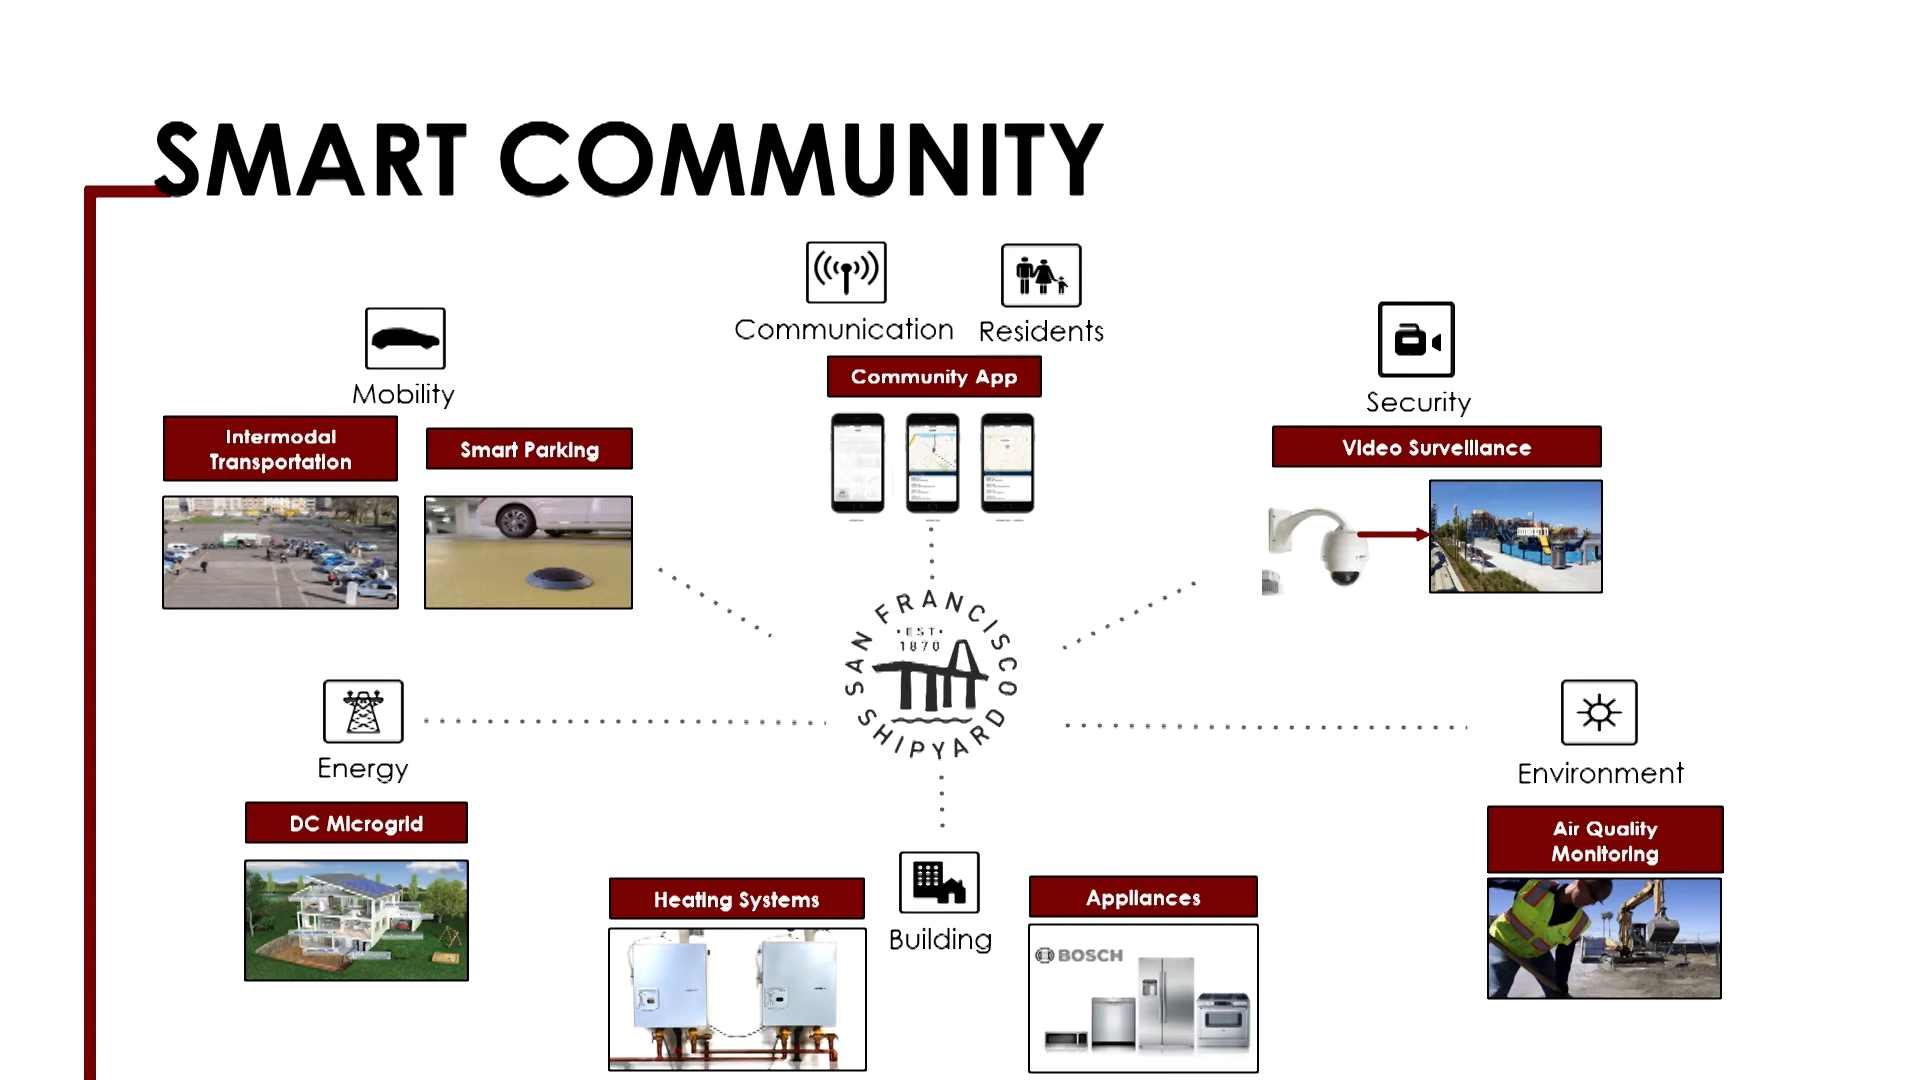 SMART COMMUNITY
Communication
Residents
Community App
Mobility
Intermodal
Transportation
Smart Parking
Security
Video Surveillance
SAN FRANCISCO SHIPYARD
EST
1870
Energy
DC Microgrid
Environment
Air Quality
Monitoring
Heating Systems
Building
Appliances
BOSCH